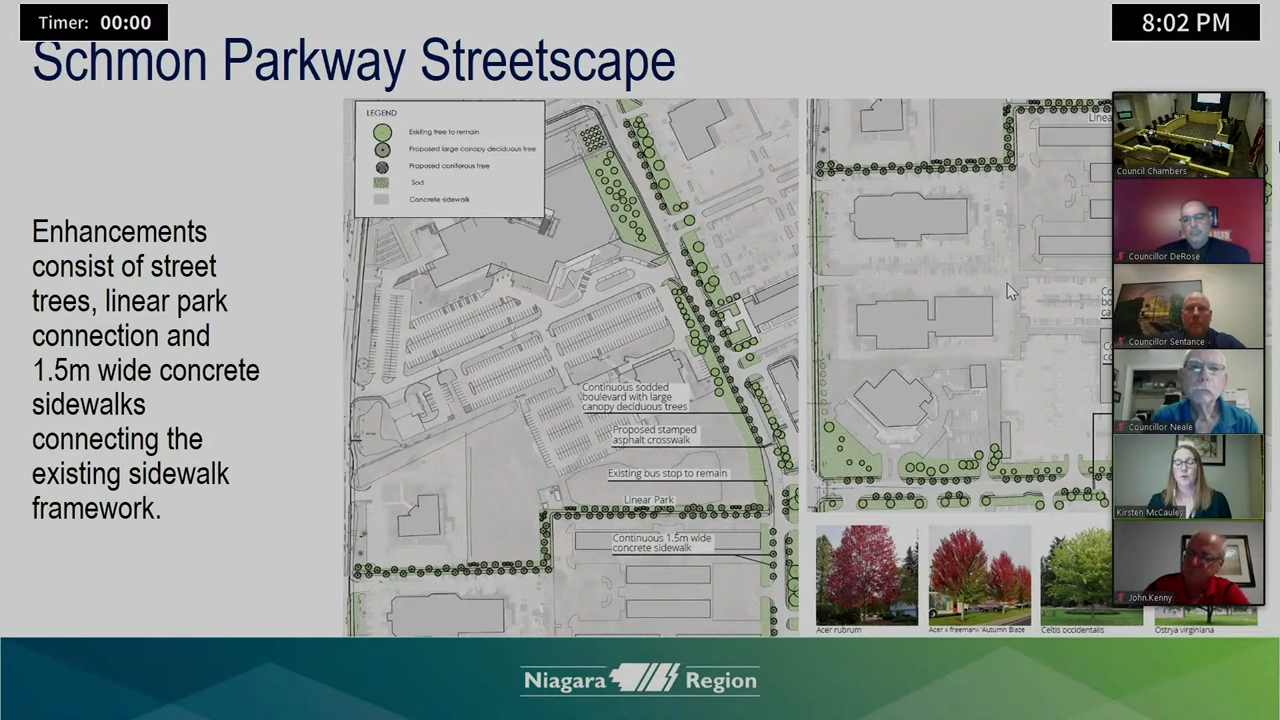 Timer: 00:00
8:02 PM
Schmon Parkway Streetscape
Enhancements
consist of street
trees, linear park
connection and
1.5m wide concrete
sidewalks
connecting the
existing sidewalk
framework.
LEGEND
Existing tree to remain
Proposed large canopy deciduous tree
Proposed coniferous tree
Sod
Concrete sidewalk
Continuous sodded
boulevard with large
canopy deciduous trees
Proposed stamped
asphalt crosswalk
Existing bus stop to remain
Linear Park
Continuous 1.5m wide
concrete sidewalk
Acer rubrum
Acer x freemanii 'Autumn Blaze
Celtis occidentalis
Ostrya virginiana
Council Chambers
Councillor DeRose
Councillor Sentance
Councillor Neale
Kirsten McCauley
John.Kenny
Niagara Region